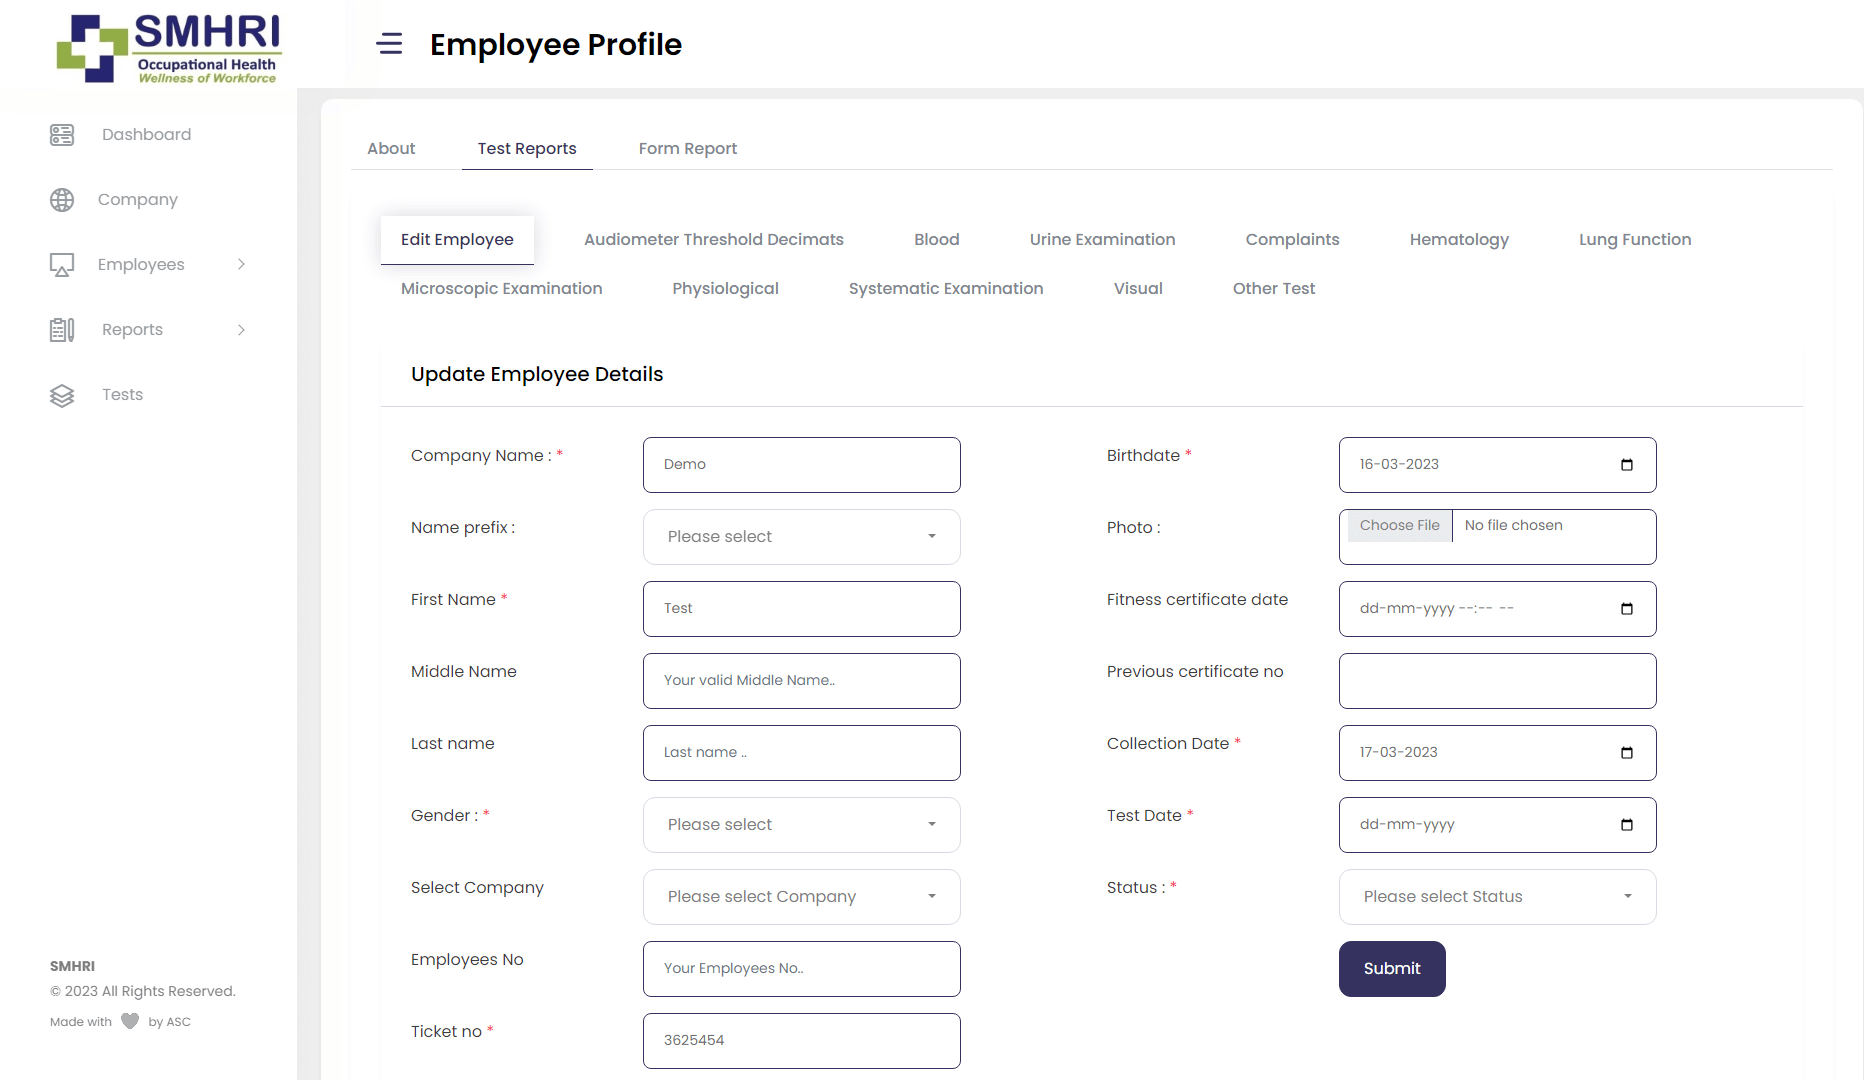 SMHRI
Occupational Health
Wellness of Workforce
Employee Profile
Dashboard
Company
Employees
Reports
Tests
SMHRI
© 2023 All Rights Reserved.
Made with by ASC
About Test Reports Form Report
Edit Employee Audiometer Threshold Decimats Blood Urine Examination Complaints Hematology Lung Function
Microscopic Examination Physiological Systematic Examination Visual Other Test
Update Employee Details
Company Name : * Demo
Name prefix : Please select
First Name * Test
Middle Name Your valid Middle Name..
Last name Last name ..
Gender : * Please select
Select Company Please select Company
Employees No Your Employees No..
Ticket no * 3625454
Birthdate * 16-03-2023
Photo : Choose File No file chosen
Fitness certificate date dd-mm-yyyy --:-- --
Previous certificate no
Collection Date * 17-03-2023
Test Date * dd-mm-yyyy
Status : * Please select Status
Submit